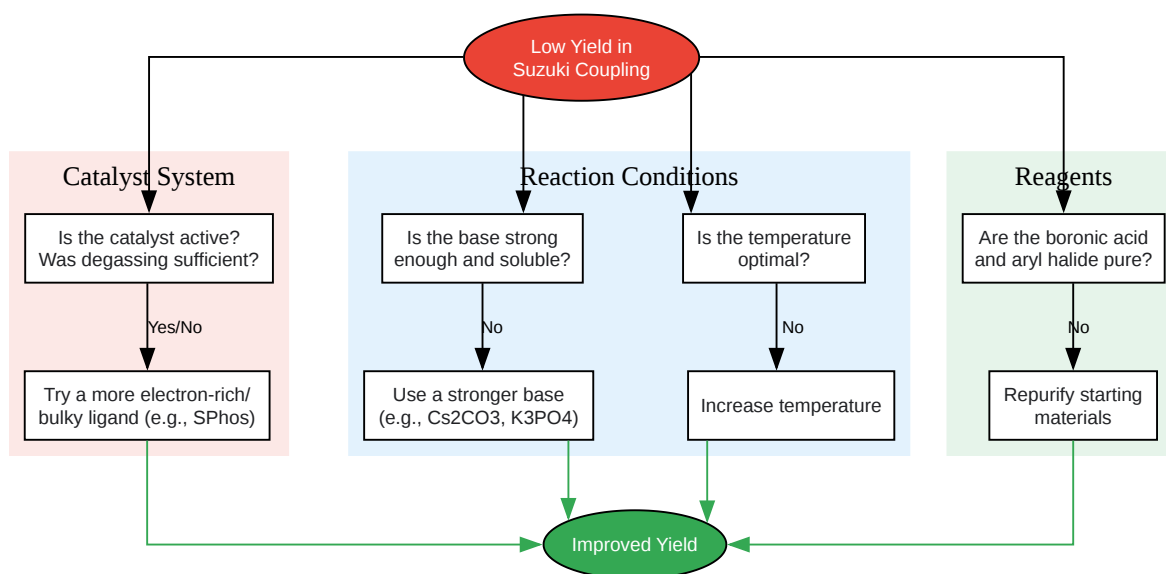 Low Yield in
Suzuki Coupling
Catalyst System
Reaction Conditions
Reagents
Is the catalyst active?
Was degassing sufficient?
Is the base strong
enough and soluble?
Is the temperature
optimal?
Are the boronic acid
and aryl halide pure?
Yes/No
No
No
No
Try a more electron-rich/
bulky ligand (e.g., SPhos)
Use a stronger base
(e.g., Cs2CO3, K3PO4)
Increase temperature
Repurify starting
materials
Improved Yield